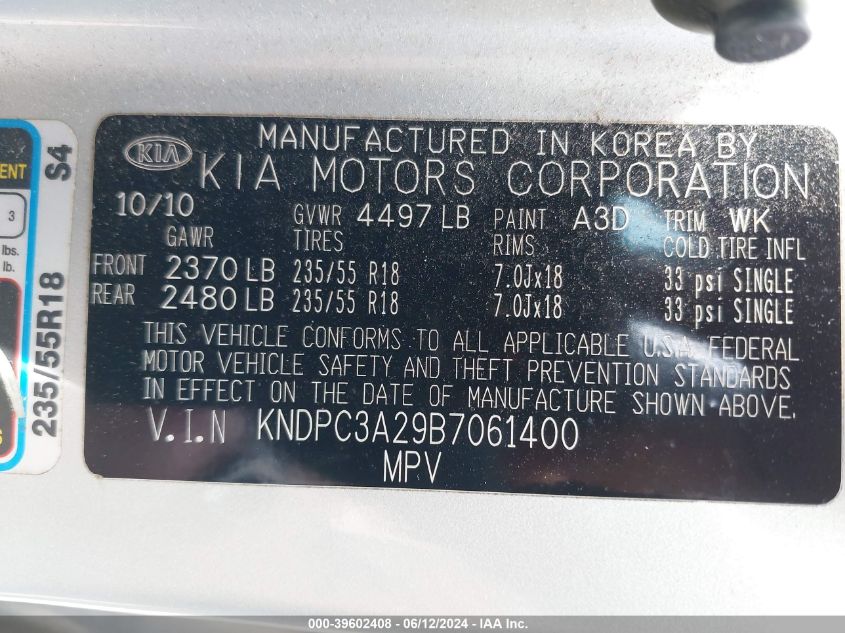 MANUFACTURED IN KOREA BY
KIA KIA MOTORS CORPORATION
10/10 GVWR 4497 LB PAINT A3D TRIM WK
GAWR TIRES RIMS COLD TIRE INFL
FRONT 2370 LB 235/55 R18 7.0Jx18 33 psi SINGLE
REAR 2480 LB 235/55 R18 7.0Jx18 33 psi SINGLE
THIS VEHICLE CONFORMS TO ALL APPLICABLE U.S.A. FEDERAL
MOTOR VEHICLE SAFETY AND THEFT PREVENTION STANDARDS
IN EFFECT ON THE DATE OF MANUFACTURE SHOWN ABOVE.
V.I.N KNDPC3A29B7061400
MPV
3
lbs.
lb.
235/55R18 S4
000-39602408 - 06/12/2024 - IAA Inc.